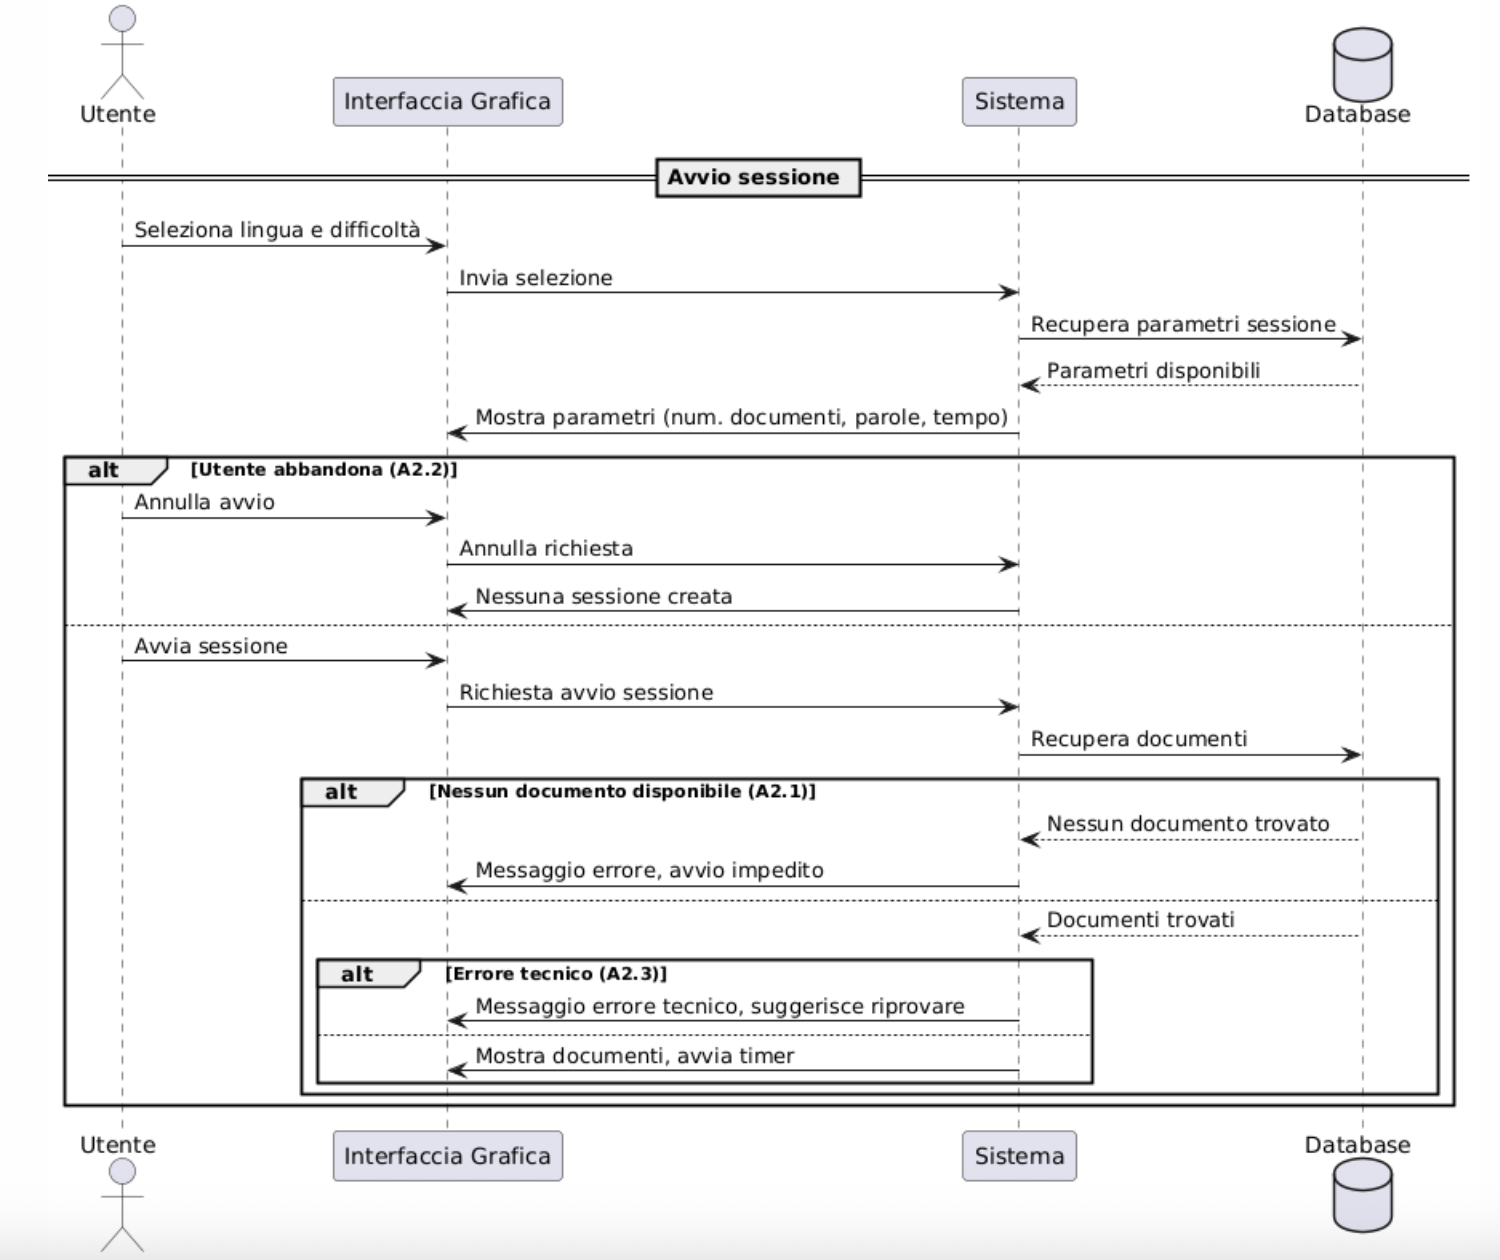 Utente
Interfaccia Grafica
Sistema
Database
Avvio sessione
Seleziona lingua e difficoltà
Invia selezione
Recupera parametri sessione
Parametri disponibili
Mostra parametri (num. documenti, parole, tempo)
alt
[Utente abbandona (A2.2)]
Annulla avvio
Annulla richiesta
Nessuna sessione creata
Avvia sessione
Richiesta avvio sessione
Recupera documenti
alt
[Nessun documento disponibile (A2.1)]
Nessun documento trovato
Messaggio errore, avvio impedito
Documenti trovati
alt
[Errore tecnico (A2.3)]
Messaggio errore tecnico, suggerisce riprovare
Mostra documenti, avvia timer
Utente
Interfaccia Grafica
Sistema
Database